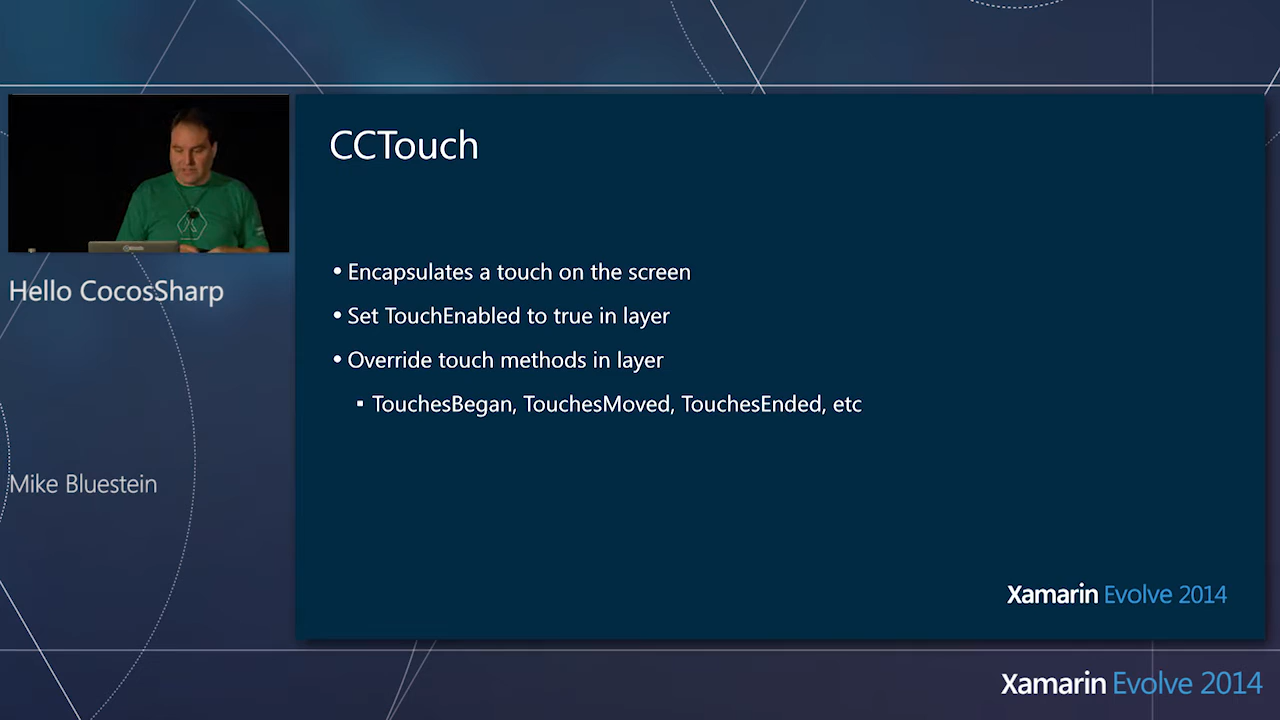 CCTouch
• Encapsulates a touch on the screen
• Set TouchEnabled to true in layer
• Override touch methods in layer
▪ TouchesBegan, TouchesMoved, TouchesEnded, etc
Xamarin Evolve 2014
Hello CocosSharp
Mike Bluestein
Xamarin Evolve 2014